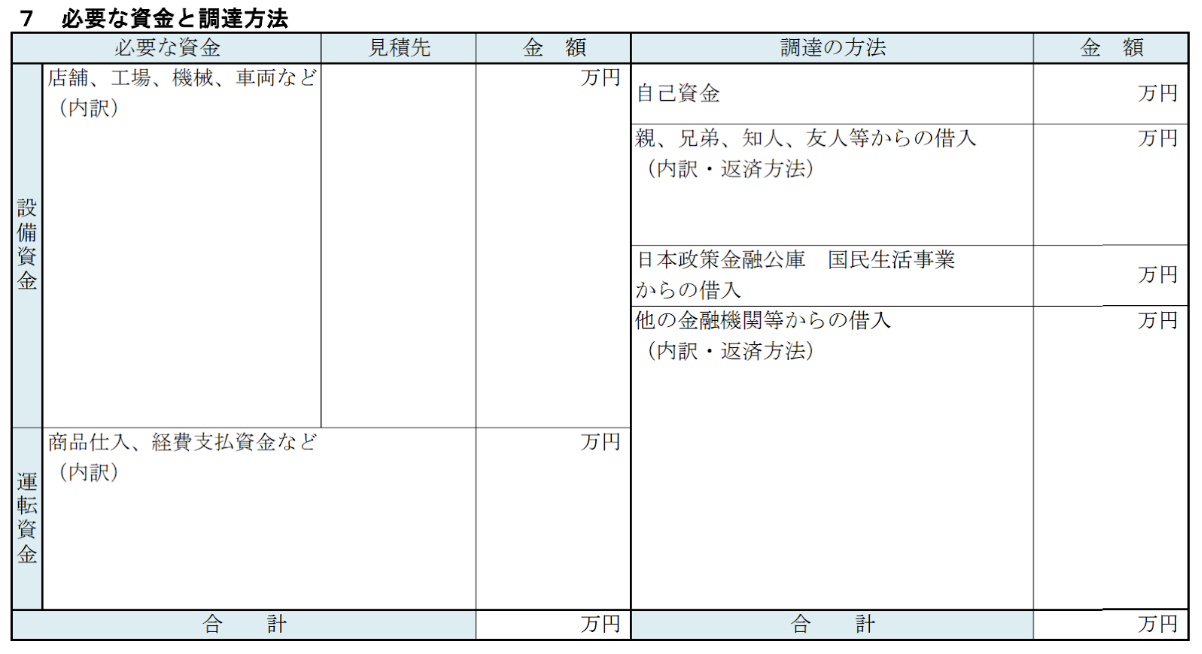 ７　必要な資金と調達方法
必要な資金　見積先　金　額　調達の方法　金　額
設備資金
店舗、工場、機械、車両など　万円
（内訳）
自己資金　万円
親、兄弟、知人、友人等からの借入　万円
（内訳・返済方法）
日本政策金融公庫　国民生活事業
からの借入　万円
他の金融機関等からの借入　万円
（内訳・返済方法）
運転資金
商品仕入、経費支払資金など　万円
（内訳）
合　計　万円　合　計　万円